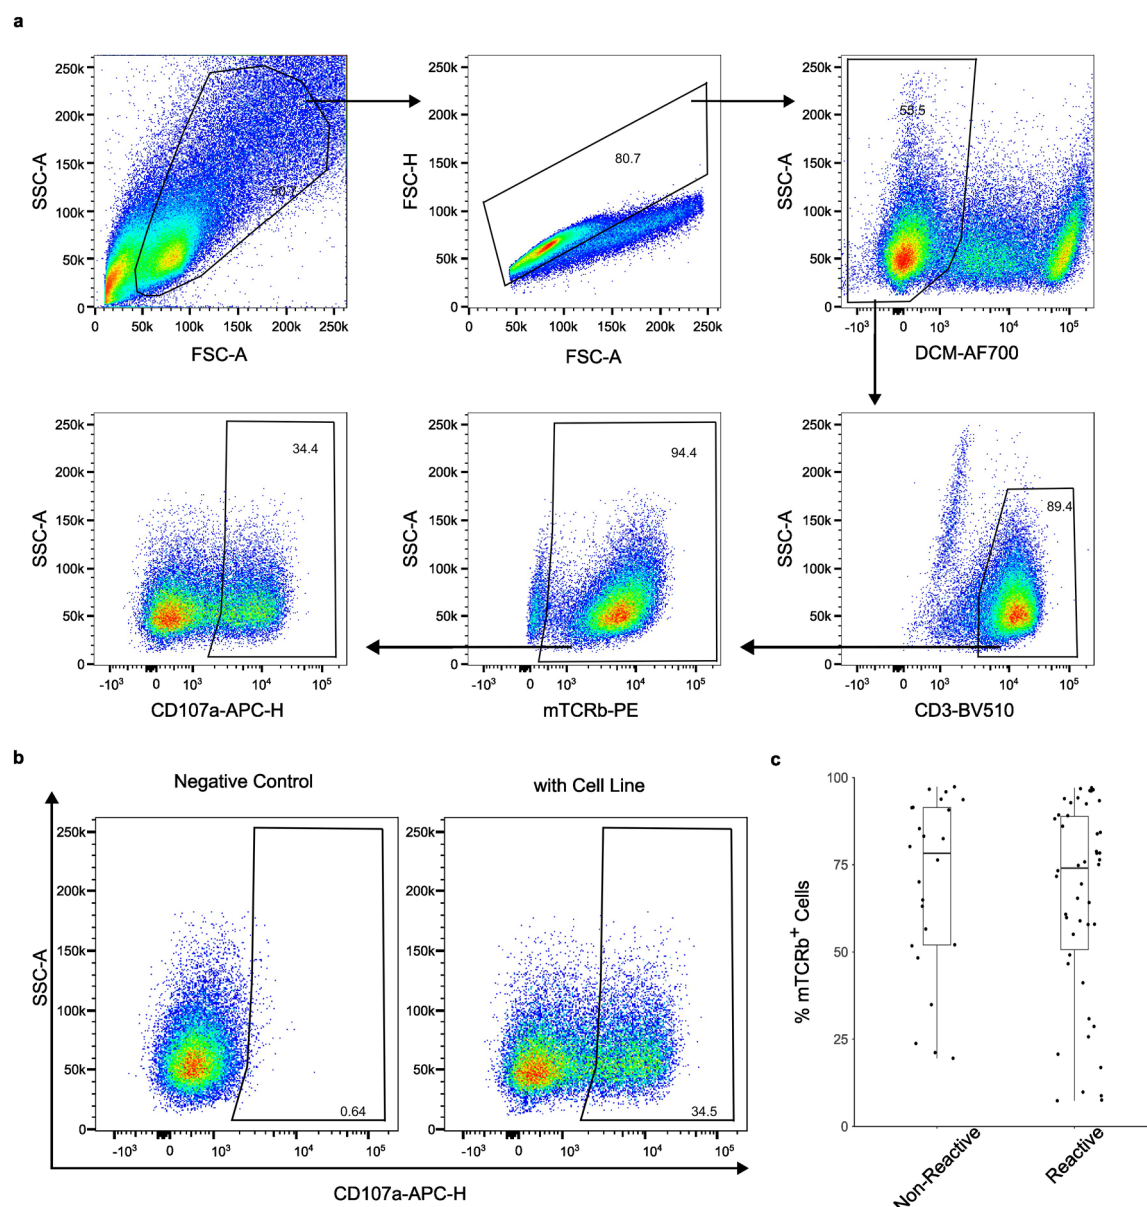 a
250k
200k
150k
100k
50k
0
SSC-A
0 50k 100k 150k 200k 250k
FSC-A
250k
200k
150k
100k
50k
0
FSC-H
80.7
0 50k 100k 150k 200k 250k
FSC-A
250k
200k
150k
100k
50k
0
SSC-A
55.5
-10³ 0 10³ 10⁴ 10⁵
DCM-AF700
250k
200k
150k
100k
50k
0
SSC-A
34.4
-10³ 0 10³ 10⁴ 10⁵
CD107a-APC-H
250k
200k
150k
100k
50k
0
SSC-A
94.4
-10³ 0 10³ 10⁴ 10⁵
mTCRb-PE
250k
200k
150k
100k
50k
0
SSC-A
89.4
-10³ 0 10³ 10⁴ 10⁵
CD3-BV510
b
Negative Control
with Cell Line
SSC-A
250k
200k
150k
100k
50k
0
0.64
-10³ 0 10³ 10⁴ 10⁵
250k
200k
150k
100k
50k
0
34.5
-10³ 0 10³ 10⁴ 10⁵
CD107a-APC-H
c
100
75
50
25
0
% mTCRb⁺ Cells
Non-Reactive
Reactive